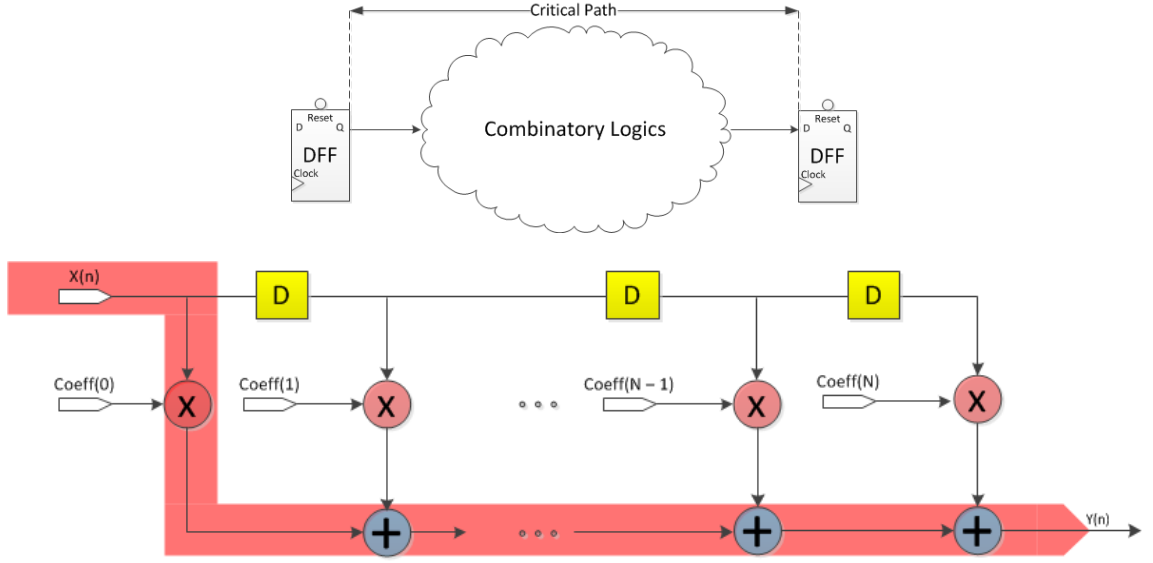 Critical Path
Reset
D Q
DFF
Clock
Combinatory Logics
Reset
D Q
DFF
Clock
X(n)
D
D
D
Coeff(0)
X
Coeff(1)
X
Coeff(N – 1)
X
Coeff(N)
X
+
+
+
Y(n)